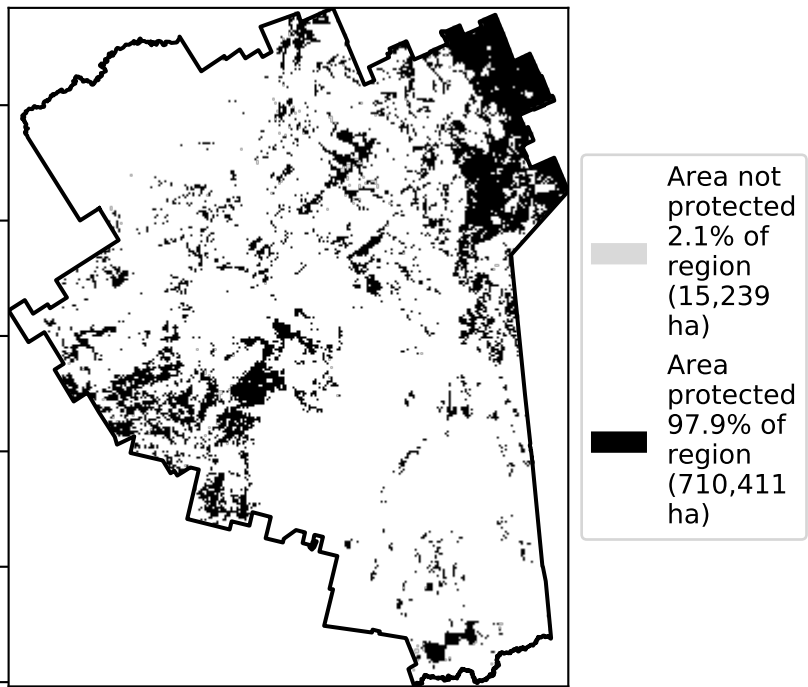 Area not
protected
2.1% of
region
(15,239
ha)
Area
protected
97.9% of
region
(710,411
ha)